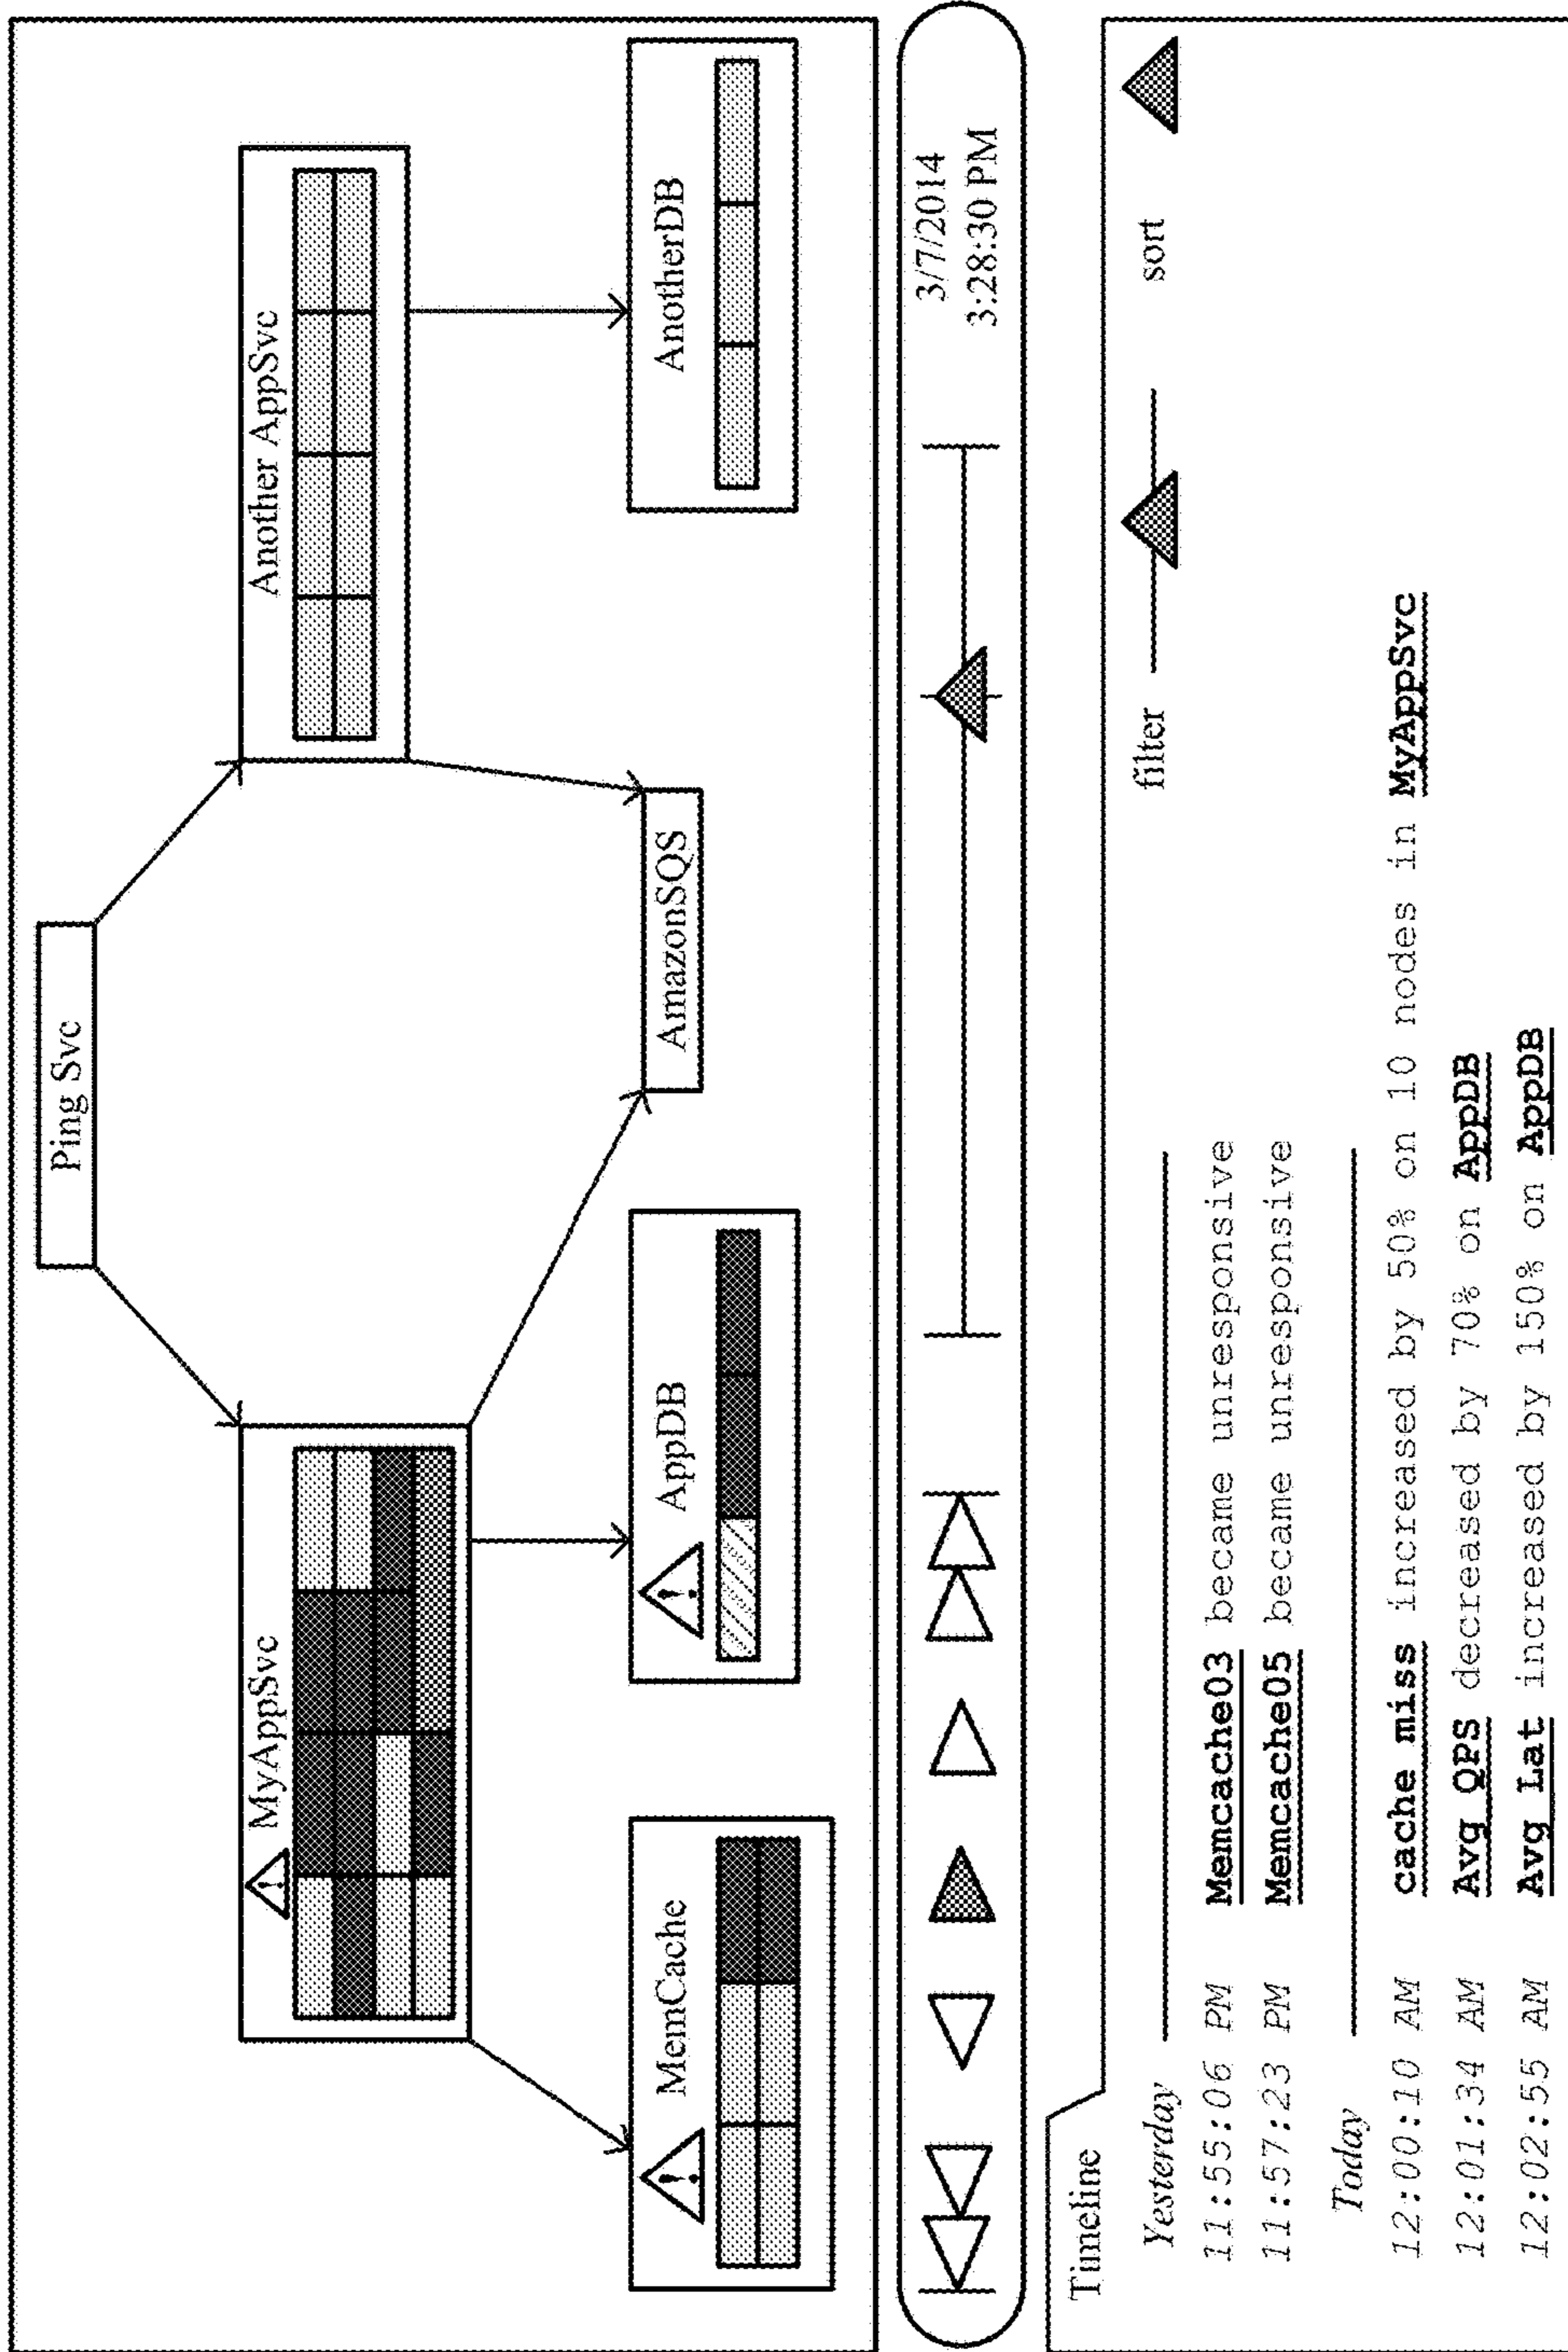 Ping Svc
MyAppSvc
Another AppSvc
MemCache
AppDB
AmazonSQS
AnotherDB
3/7/2014
3:28:30 PM
Timeline
filter
sort
Yesterday
11:55:06 PM Memcache03 became unresponsive
11:57:23 PM Memcache05 became unresponsive
Today
12:00:10 AM cache miss increased by 50% on 10 nodes in MyAppSvc
12:01:34 AM Avg QPS decreased by 70% on AppDB
12:02:55 AM Avg Lat increased by 150% on AppDB